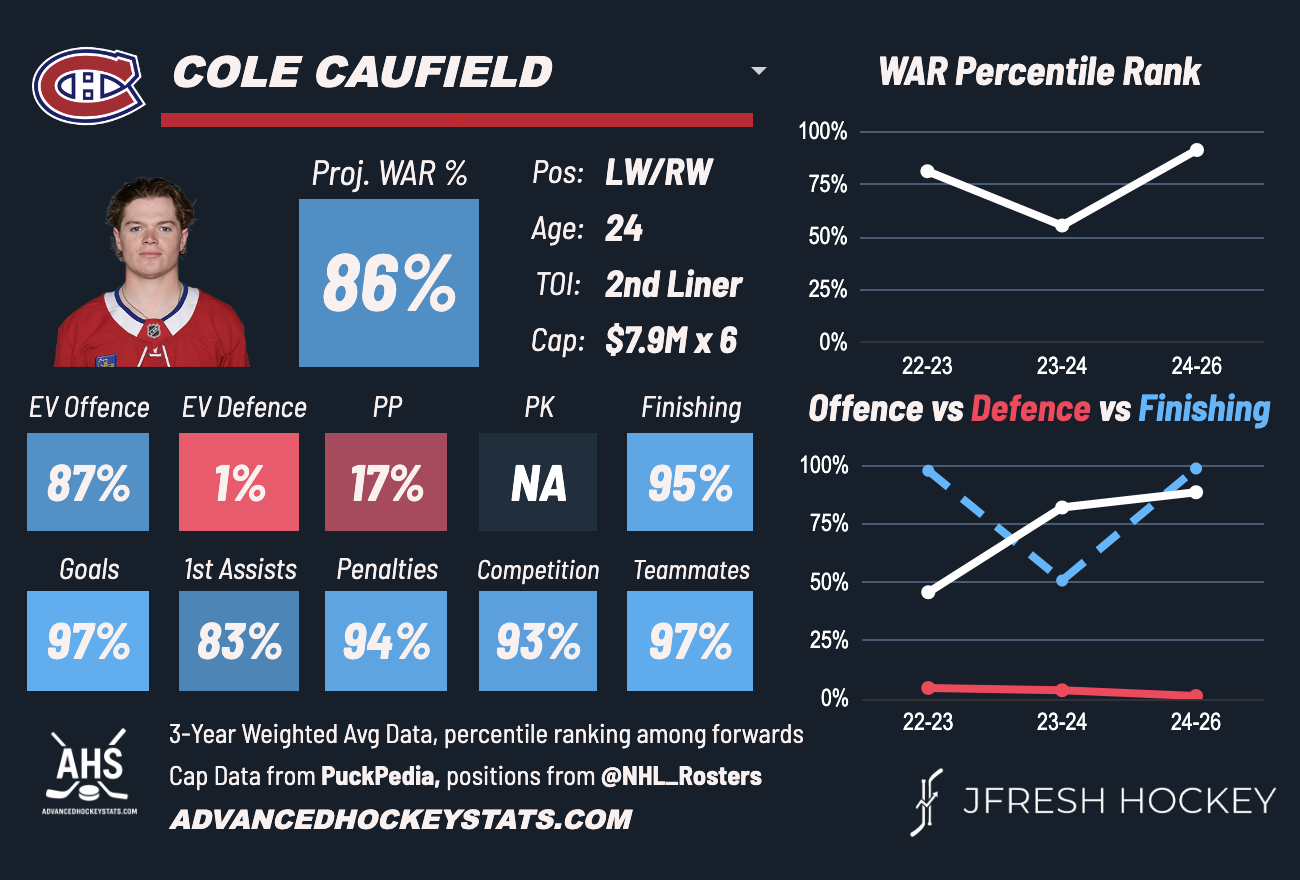 COLE CAUFIELD
Proj. WAR %
86%
Pos: LW/RW
Age: 24
TOI: 2nd Liner
Cap: $7.9M x 6
EV Offence EV Defence PP PK Finishing
87% 1% 17% NA 95%
Goals 1st Assists Penalties Competition Teammates
97% 83% 94% 93% 97%
WAR Percentile Rank
100%
75%
50%
25%
0%
22-23 23-24 24-26
Offence vs Defence vs Finishing
100%
75%
50%
25%
0%
22-23 23-24 24-26
AHS
ADVANCEDHOCKEYSTATS.COM
3-Year Weighted Avg Data, percentile ranking among forwards
Cap Data from PuckPedia, positions from @NHL_Rosters
ADVANCEDHOCKEYSTATS.COM
JFRESH HOCKEY